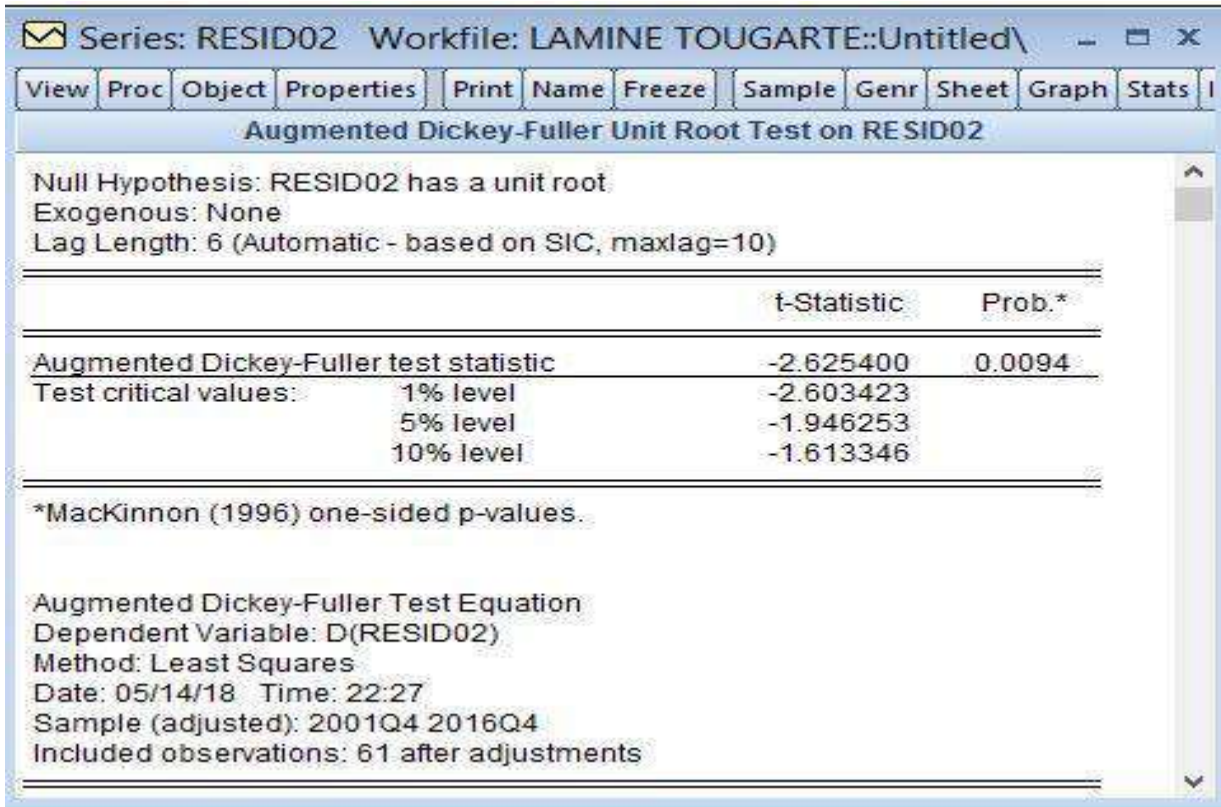 Series: RESID02 Workfile: LAMINE TOUGARTE::Untitled\
View Proc Object Properties Print Name Freeze Sample Genr Sheet Graph Stats
Augmented Dickey-Fuller Unit Root Test on RESID02
Null Hypothesis: RESID02 has a unit root
Exogenous: None
Lag Length: 6 (Automatic - based on SIC, maxlag=10)
t-Statistic Prob.*
Augmented Dickey-Fuller test statistic -2.625400 0.0094
Test critical values: 1% level -2.603423
5% level -1.946253
10% level -1.613346
*MacKinnon (1996) one-sided p-values.
Augmented Dickey-Fuller Test Equation
Dependent Variable: D(RESID02)
Method: Least Squares
Date: 05/14/18 Time: 22:27
Sample (adjusted): 2001Q4 2016Q4
Included observations: 61 after adjustments